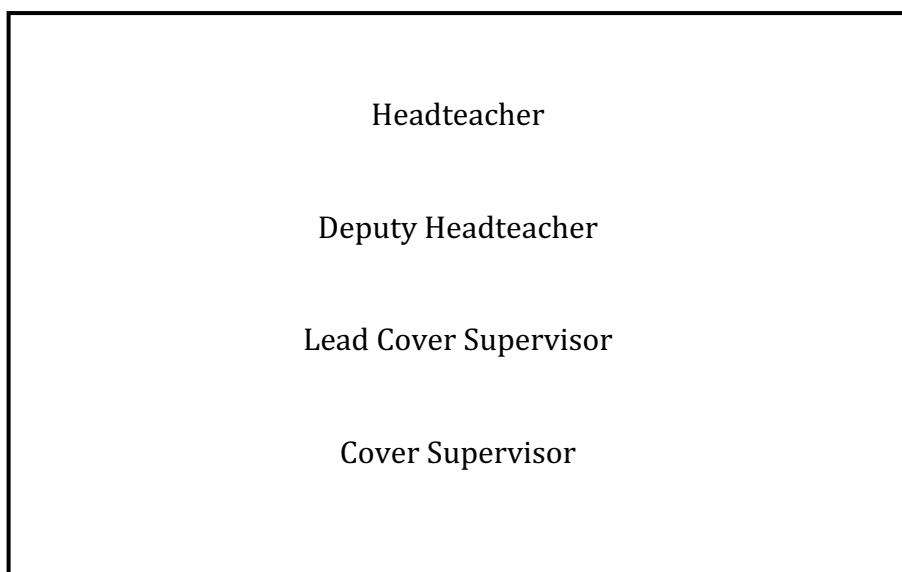 Headteacher
Deputy Headteacher
Lead Cover Supervisor
Cover Supervisor